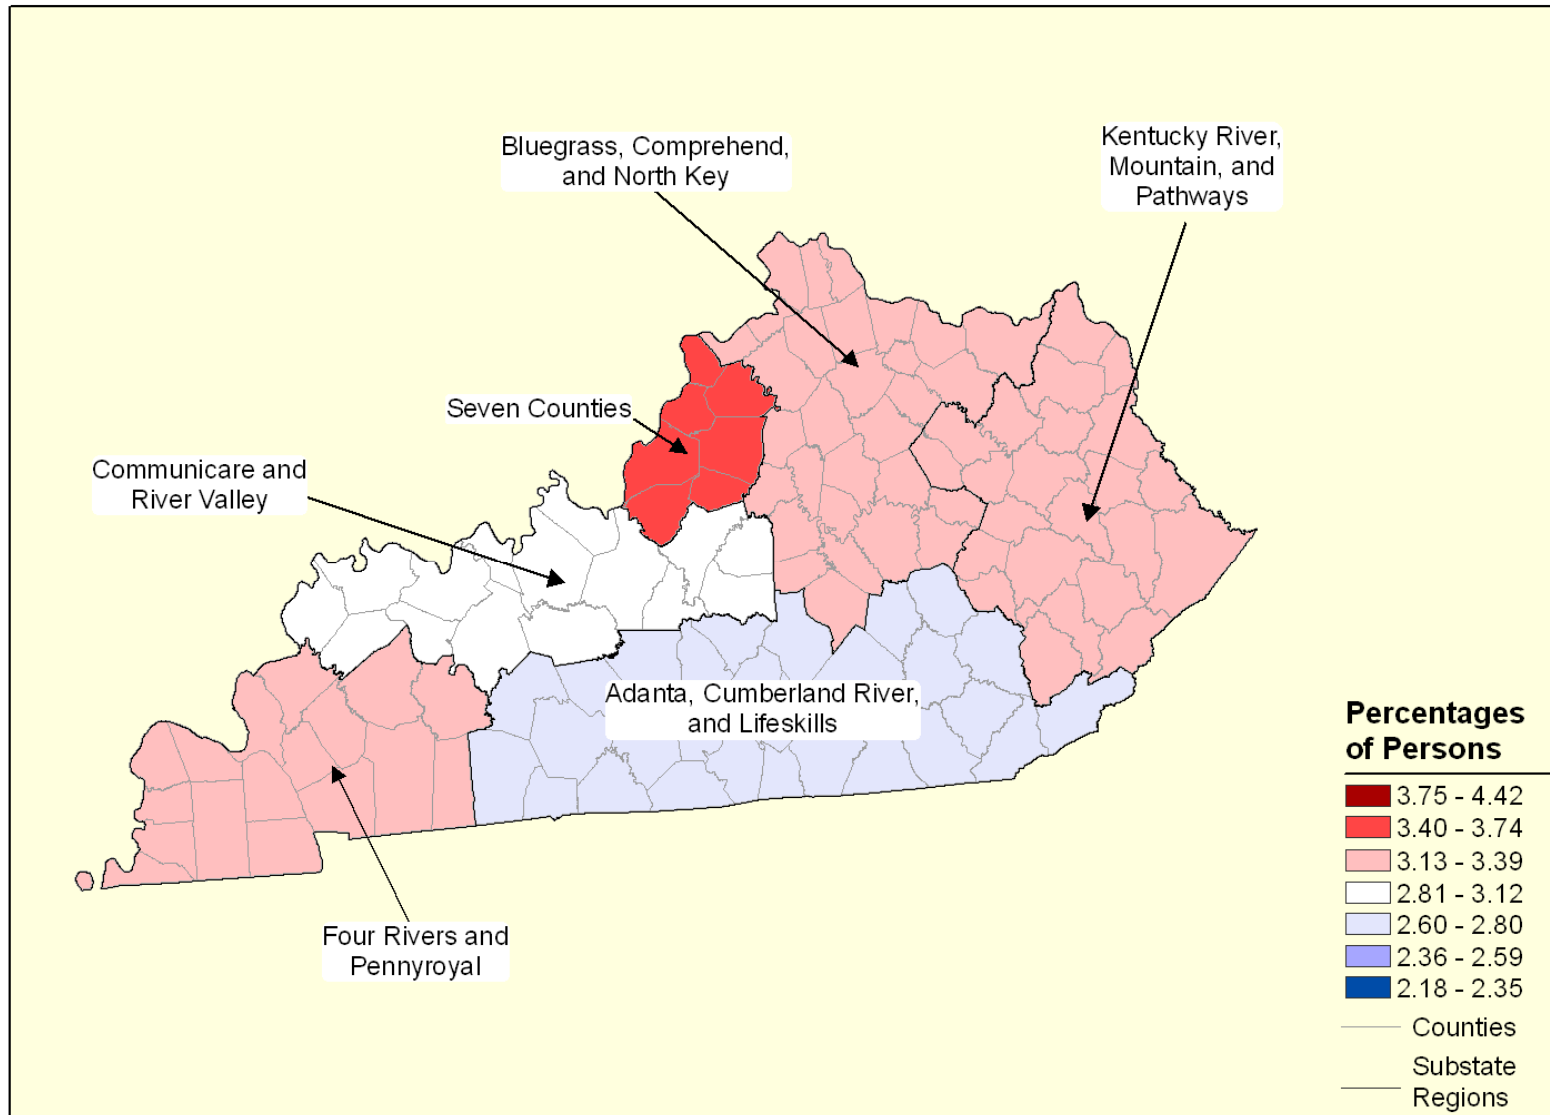 Bluegrass, Comprehend,
and North Key
Kentucky River,
Mountain, and
Pathways
Seven Counties
Communicare and
River Valley
Adanta, Cumberland River,
and Lifeskills
Four Rivers and
Pennyroyal
Percentages
of Persons
3.75 - 4.42
3.40 - 3.74
3.13 - 3.39
2.81 - 3.12
2.60 - 2.80
2.36 - 2.59
2.18 - 2.35
Counties
Substate
Regions